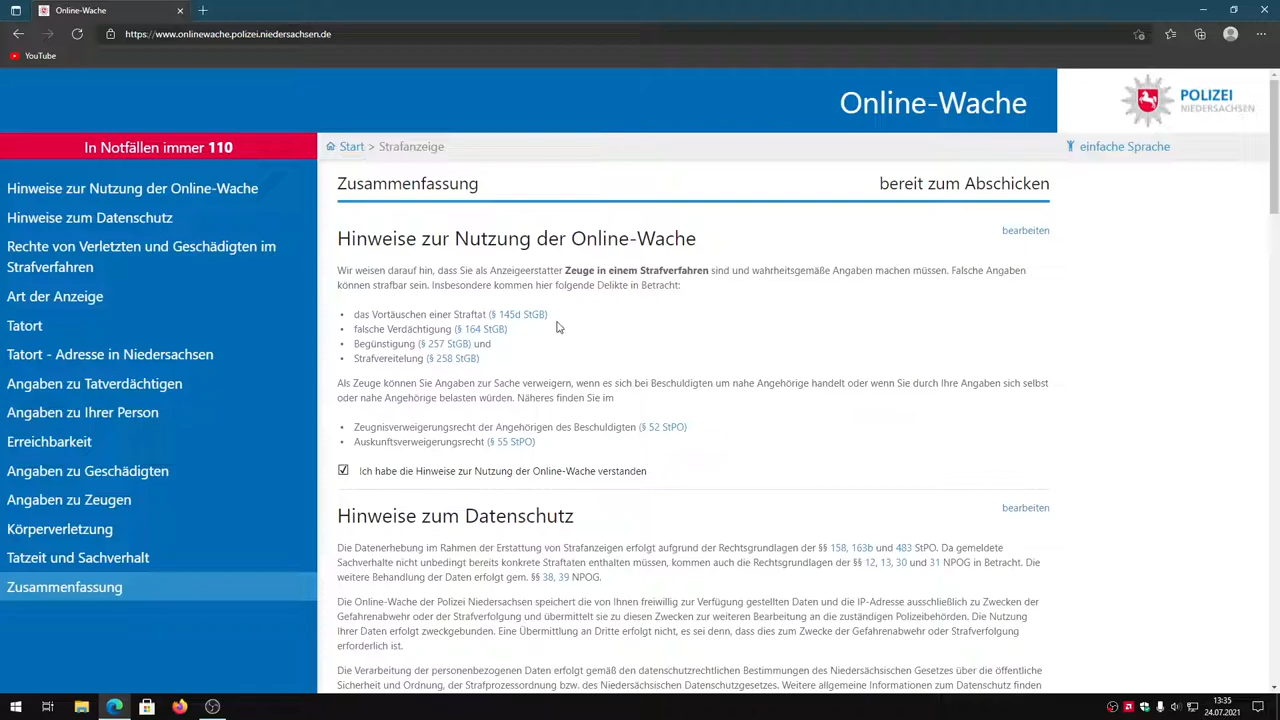 Online-Wache
https://www.onlinewache.polizei.niedersachsen.de
YouTube
Online-Wache
POLIZEI
NIEDERSACHSEN
In Notfällen immer 110
Start > Strafanzeige
einfache Sprache
Hinweise zur Nutzung der Online-Wache
Hinweise zum Datenschutz
Rechte von Verletzten und Geschädigten im
Strafverfahren
Art der Anzeige
Tatort
Tatort - Adresse in Niedersachsen
Angaben zu Tatverdächtigen
Angaben zu Ihrer Person
Erreichbarkeit
Angaben zu Geschädigten
Angaben zu Zeugen
Körperverletzung
Tatzeit und Sachverhalt
Zusammenfassung
Zusammenfassung bereit zum Abschicken
Hinweise zur Nutzung der Online-Wache bearbeiten
Wir weisen darauf hin, dass Sie als Anzeigeerstatter Zeuge in einem Strafverfahren sind und wahrheitsgemäße Angaben machen müssen. Falsche Angaben
können strafbar sein. Insbesondere kommen hier folgende Delikte in Betracht:
• das Vortäuschen einer Straftat (§ 145d StGB)
• falsche Verdächtigung (§ 164 StGB)
• Begünstigung (§ 257 StGB) und
• Strafvereitelung (§ 258 StGB)
Als Zeuge können Sie Angaben zur Sache verweigern, wenn es sich bei Beschuldigten um nahe Angehörige handelt oder wenn Sie durch Ihre Angaben sich selbst
oder nahe Angehörige belasten würden. Näheres finden Sie im
• Zeugnisverweigerungsrecht der Angehörigen des Beschuldigten (§ 52 StPO)
• Auskunftsverweigerungsrecht (§ 55 StPO)
Ich habe die Hinweise zur Nutzung der Online-Wache verstanden
Hinweise zum Datenschutz bearbeiten
Die Datenerhebung im Rahmen der Erstattung von Strafanzeigen erfolgt aufgrund der Rechtsgrundlagen der §§ 158, 163b und 483 StPO. Da gemeldete
Sachverhalte nicht unbedingt bereits konkrete Straftaten enthalten müssen, kommen auch die Rechtsgrundlagen der §§ 12, 13, 30 und 31 NPOG in Betracht. Die
weitere Behandlung der Daten erfolgt gem. §§ 38, 39 NPOG.
Die Online-Wache der Polizei Niedersachsen speichert die von Ihnen freiwillig zur Verfügung gestellten Daten und die IP-Adresse ausschließlich zu Zwecken der
Gefahrenabwehr oder der Strafverfolgung und übermittelt sie zu diesen Zwecken zur weiteren Bearbeitung an die zuständigen Polizeibehörden. Die Nutzung
Ihrer Daten erfolgt zweckgebunden. Eine Übermittlung an Dritte erfolgt nicht, es sei denn, dass dies zum Zwecke der Gefahrenabwehr oder Strafverfolgung
erforderlich ist.
Die Verarbeitung der personenbezogenen Daten erfolgt gemäß den datenschutzrechtlichen Bestimmungen des Niedersächsischen Gesetzes über die öffentliche
Sicherheit und Ordnung, der Strafprozessordnung bzw. des Niedersächsischen Datenschutzgesetzes. Weitere allgemeine Informationen zum Datenschutz finden
13:35
24.07.2021